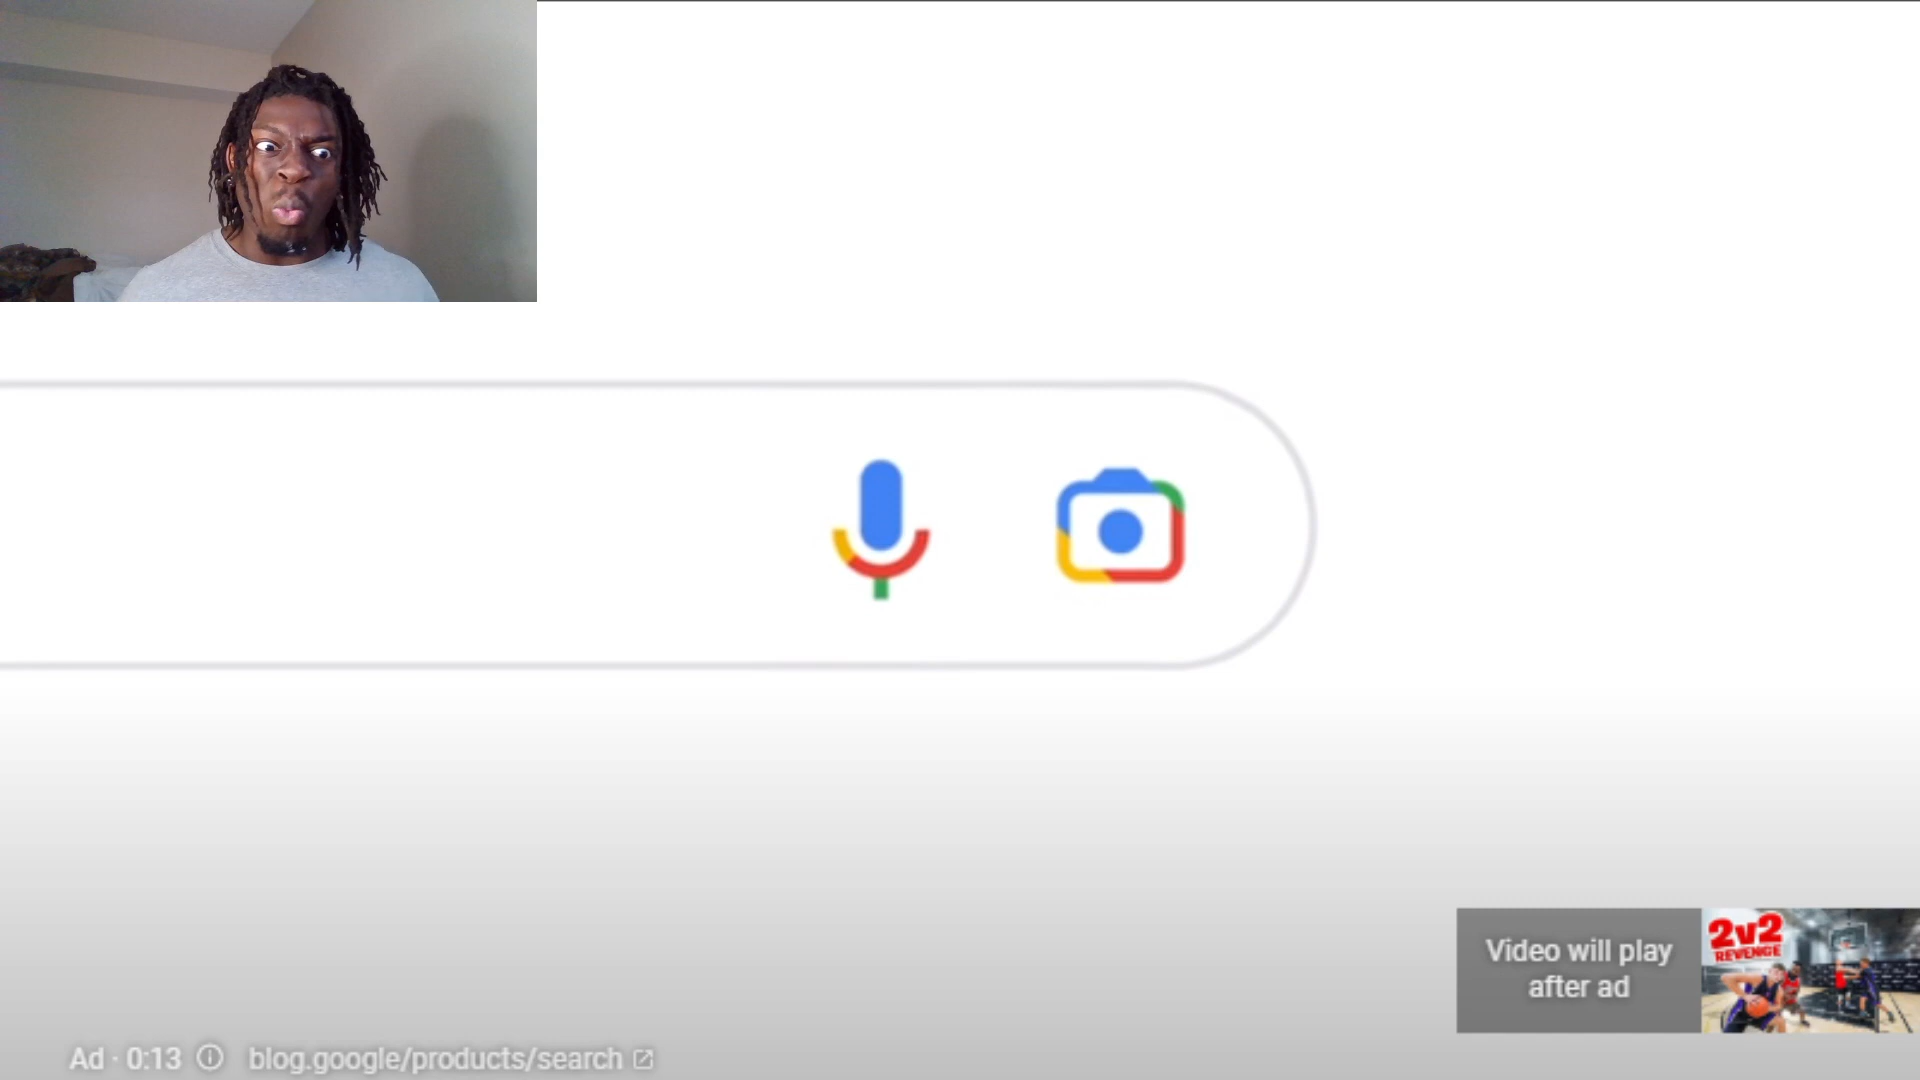 Video will play
after ad
2v2
REVENGE
Ad · 0:13
blog.google/products/search